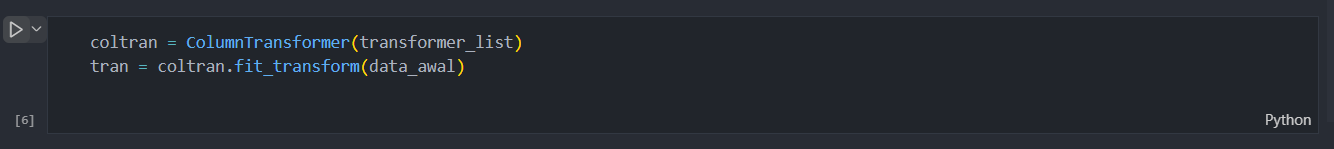 coltran = ColumnTransformer(transformer_list)
tran = coltran.fit_transform(data_awal)
[6]
Python